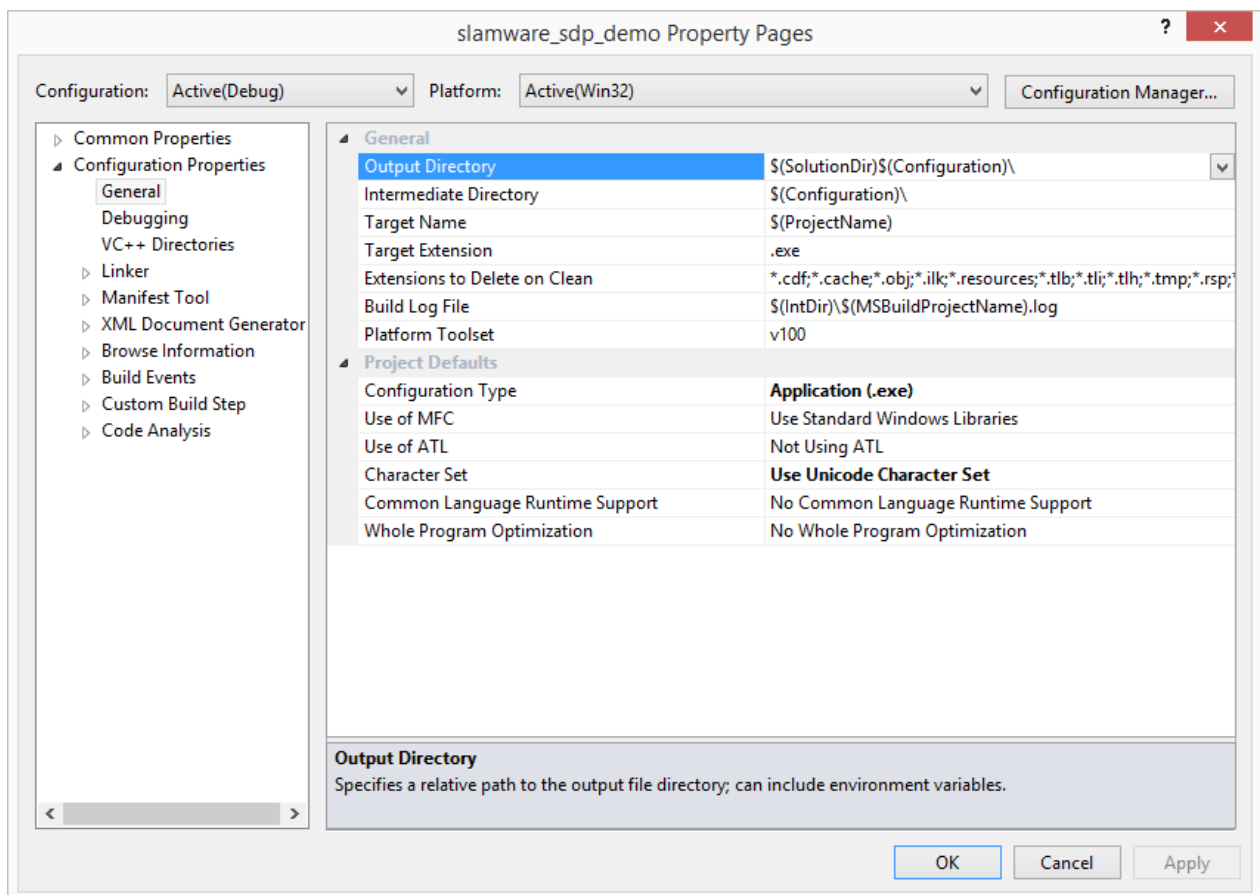 slamware_sdp_demo Property Pages
?
Configuration: Active(Debug) Platform: Active(Win32) Configuration Manager...
Common Properties
Configuration Properties
General
Debugging
VC++ Directories
Linker
Manifest Tool
XML Document Generator
Browse Information
Build Events
Custom Build Step
Code Analysis
General
Output Directory $(SolutionDir)$(Configuration)\
Intermediate Directory $(Configuration)\
Target Name $(ProjectName)
Target Extension .exe
Extensions to Delete on Clean *.cdf;*.cache;*.obj;*.ilk;*.resources;*.tlb;*.tli;*.tlh;*.tmp;*.rsp;*
Build Log File $(IntDir)\$(MSBuildProjectName).log
Platform Toolset v100
Project Defaults
Configuration Type Application (.exe)
Use of MFC Use Standard Windows Libraries
Use of ATL Not Using ATL
Character Set Use Unicode Character Set
Common Language Runtime Support No Common Language Runtime Support
Whole Program Optimization No Whole Program Optimization
Output Directory
Specifies a relative path to the output file directory; can include environment variables.
OK Cancel Apply